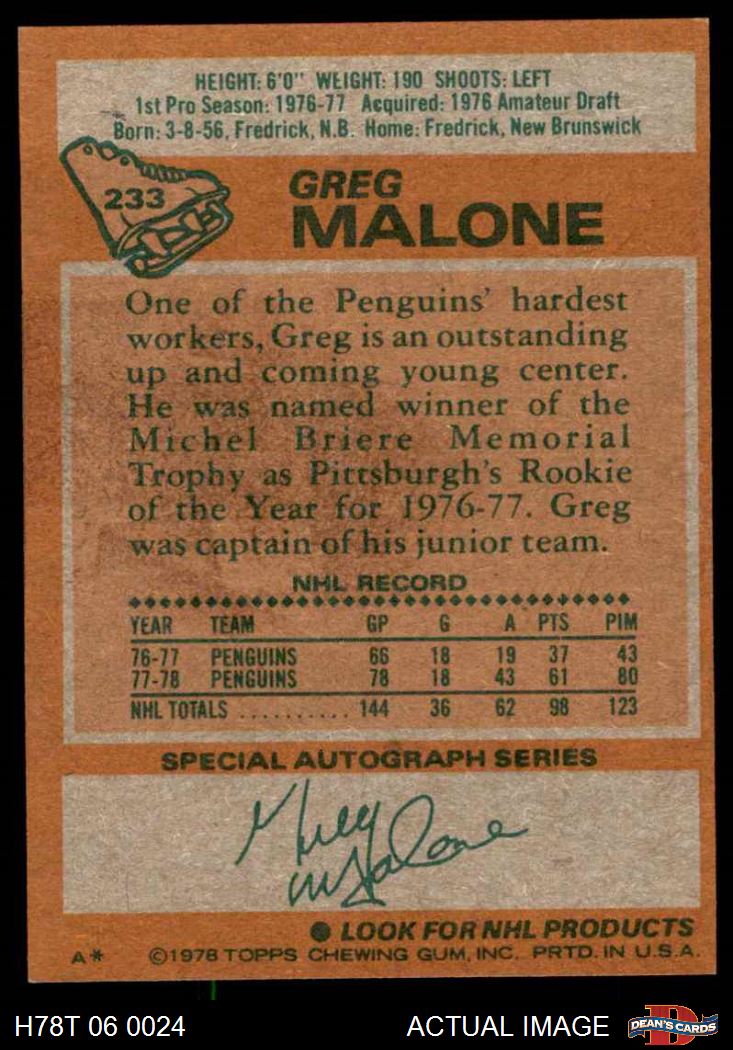 HEIGHT: 6'0" WEIGHT: 190 SHOOTS: LEFT
1st Pro Season: 1976-77 Acquired: 1976 Amateur Draft
Born: 3-8-56, Fredrick, N.B. Home: Fredrick, New Brunswick
233
GREG
MALONE
One of the Penguins' hardest
workers, Greg is an outstanding
up and coming young center.
He was named winner of the
Michel Briere Memorial
Trophy as Pittsburgh's Rookie
of the Year for 1976-77. Greg
was captain of his junior team.
NHL RECORD
YEAR TEAM GP G A PTS PIM
76-77 PENGUINS 66 18 19 37 43
77-78 PENGUINS 78 18 43 61 80
NHL TOTALS .......... 144 36 62 98 123
SPECIAL AUTOGRAPH SERIES
Greg
Malone
LOOK FOR NHL PRODUCTS
A* ©1978 TOPPS CHEWING GUM, INC. PRTD. IN U.S.A.
H78T 06 0024 ACTUAL IMAGE D DEAN'S CARDS